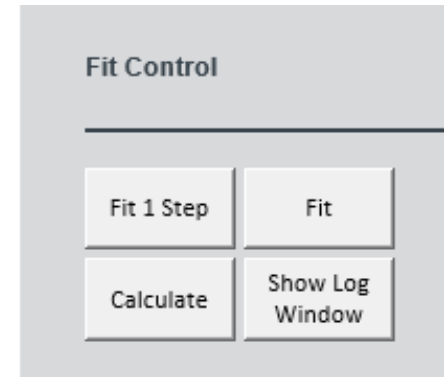 Fit Control
Fit 1 Step
Fit
Calculate
Show Log
Window